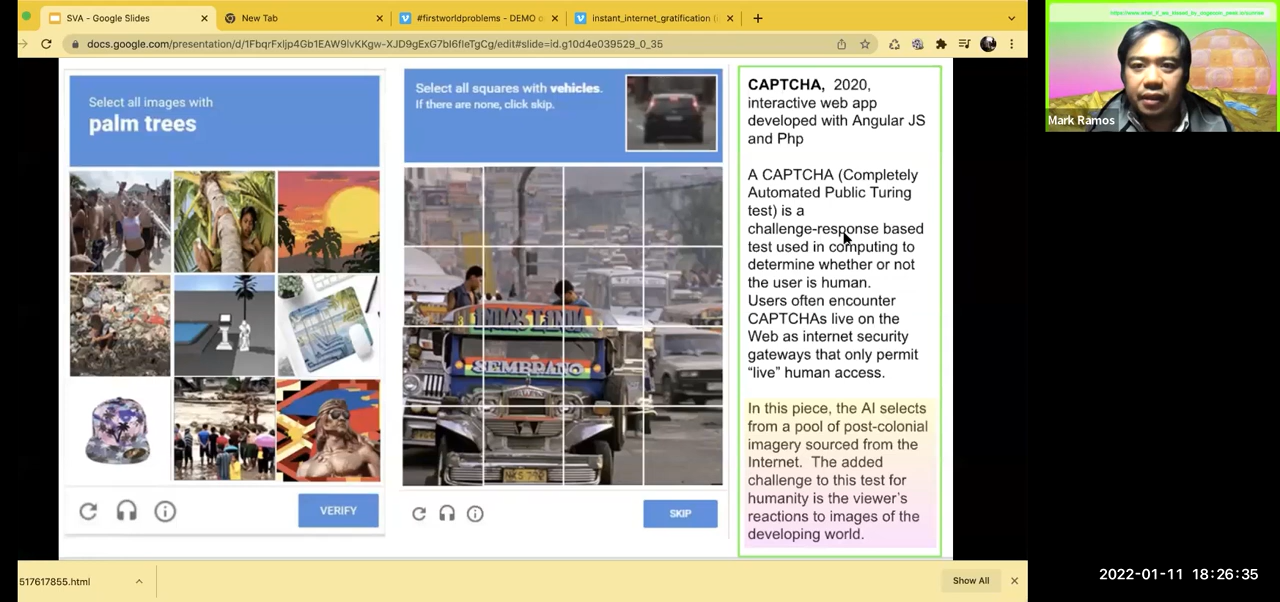 SVA - Google Slides
New Tab
#firstworldproblems - DEMO o
instant_internet_gratification (
docs.google.com/presentation/d/1FbqrFxljp4Gb1EAW9lvKKgw-XJD9gExG7bI6fleTgCg/edit#slide=id.g10d4e039529_0_35
Mark Ramos
Select all images with
palm trees
VERIFY
Select all squares with vehicles.
If there are none, click skip.
SEMBRANO
SKIP
CAPTCHA, 2020,
interactive web app
developed with Angular JS
and Php
A CAPTCHA (Completely
Automated Public Turing
test) is a
challenge-response based
test used in computing to
determine whether or not
the user is human.
Users often encounter
CAPTCHAs live on the
Web as internet security
gateways that only permit
“live” human access.
In this piece, the AI selects
from a pool of post-colonial
imagery sourced from the
Internet. The added
challenge to this test for
humanity is the viewer's
reactions to images of the
developing world.
517617855.html
Show All
2022-01-11 18:26:35